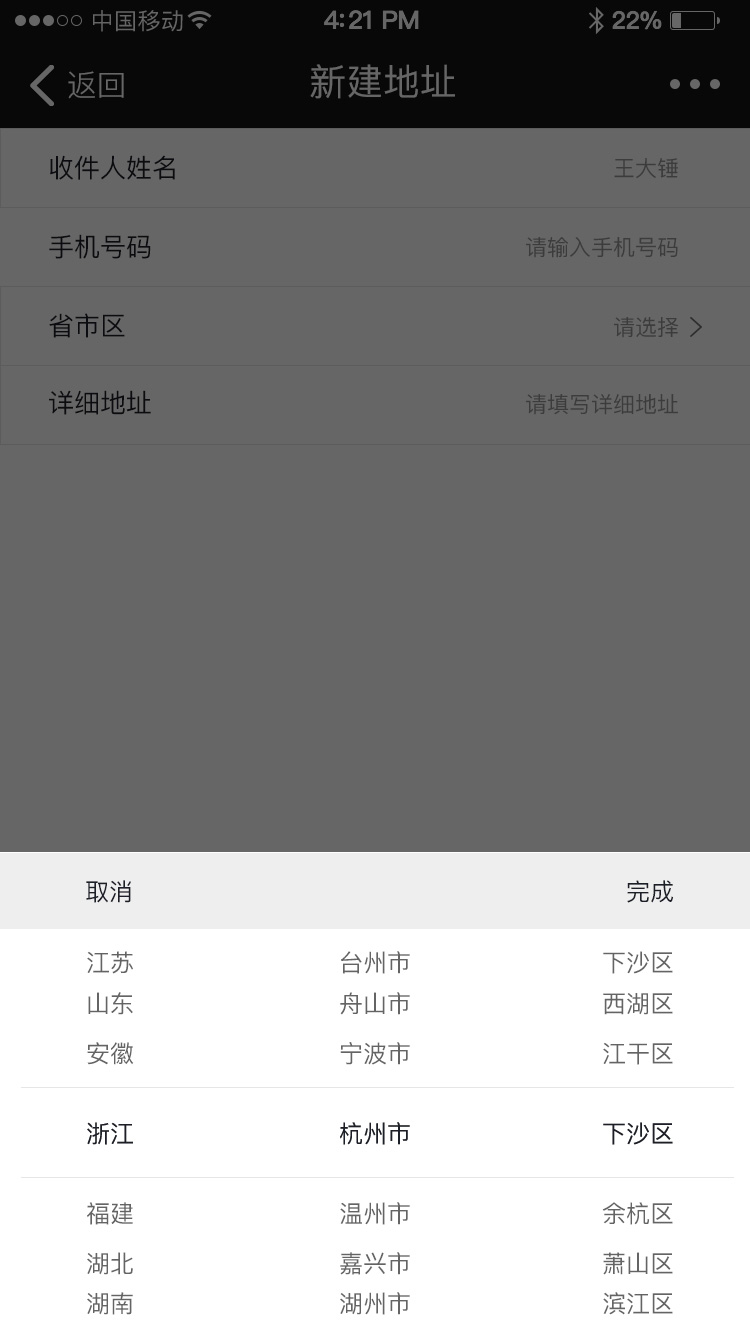 中国移动 4:21 PM 22%
返回 新建地址
收件人姓名 王大锤
手机号码 请输入手机号码
省市区 请选择
详细地址 请填写详细地址
取消 完成
江苏 台州市 下沙区
山东 舟山市 西湖区
安徽 宁波市 江干区
浙江 杭州市 下沙区
福建 温州市 余杭区
湖北 嘉兴市 萧山区
湖南 湖州市 滨江区